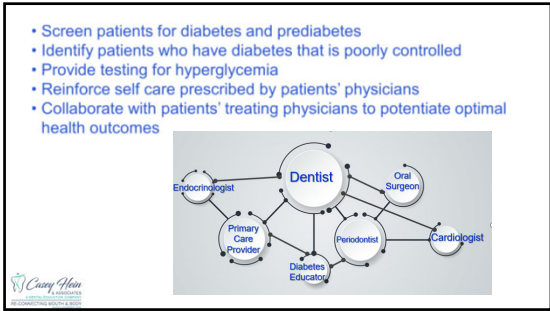 • Screen patients for diabetes and prediabetes
• Identify patients who have diabetes that is poorly controlled
• Provide testing for hyperglycemia
• Reinforce self care prescribed by patients' physicians
• Collaborate with patients' treating physicians to potentiate optimal
health outcomes
Dentist
Endocrinologist
Oral
Surgeon
Primary
Care
Provider
Periodontist
Cardiologist
Diabetes
Educator
Casey Hein
& ASSOCIATES
RE-CONNECTING MOUTH & BODY